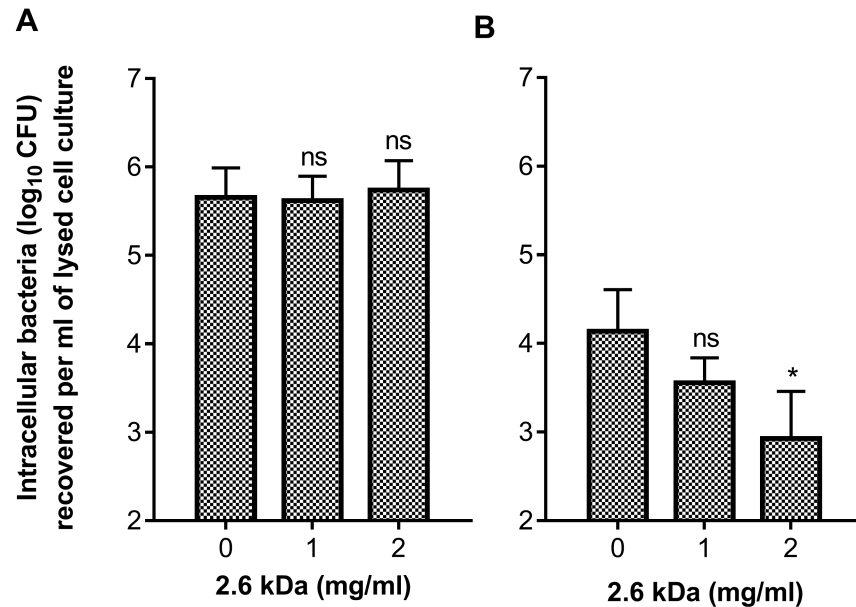 A
Intracellular bacteria (log10 CFU)
recovered per ml of lysed cell culture
7
6
5
4
3
2
ns
ns
0 1 2
2.6 kDa (mg/ml)
B
7
6
5
4
3
2
ns
*
0 1 2
2.6 kDa (mg/ml)